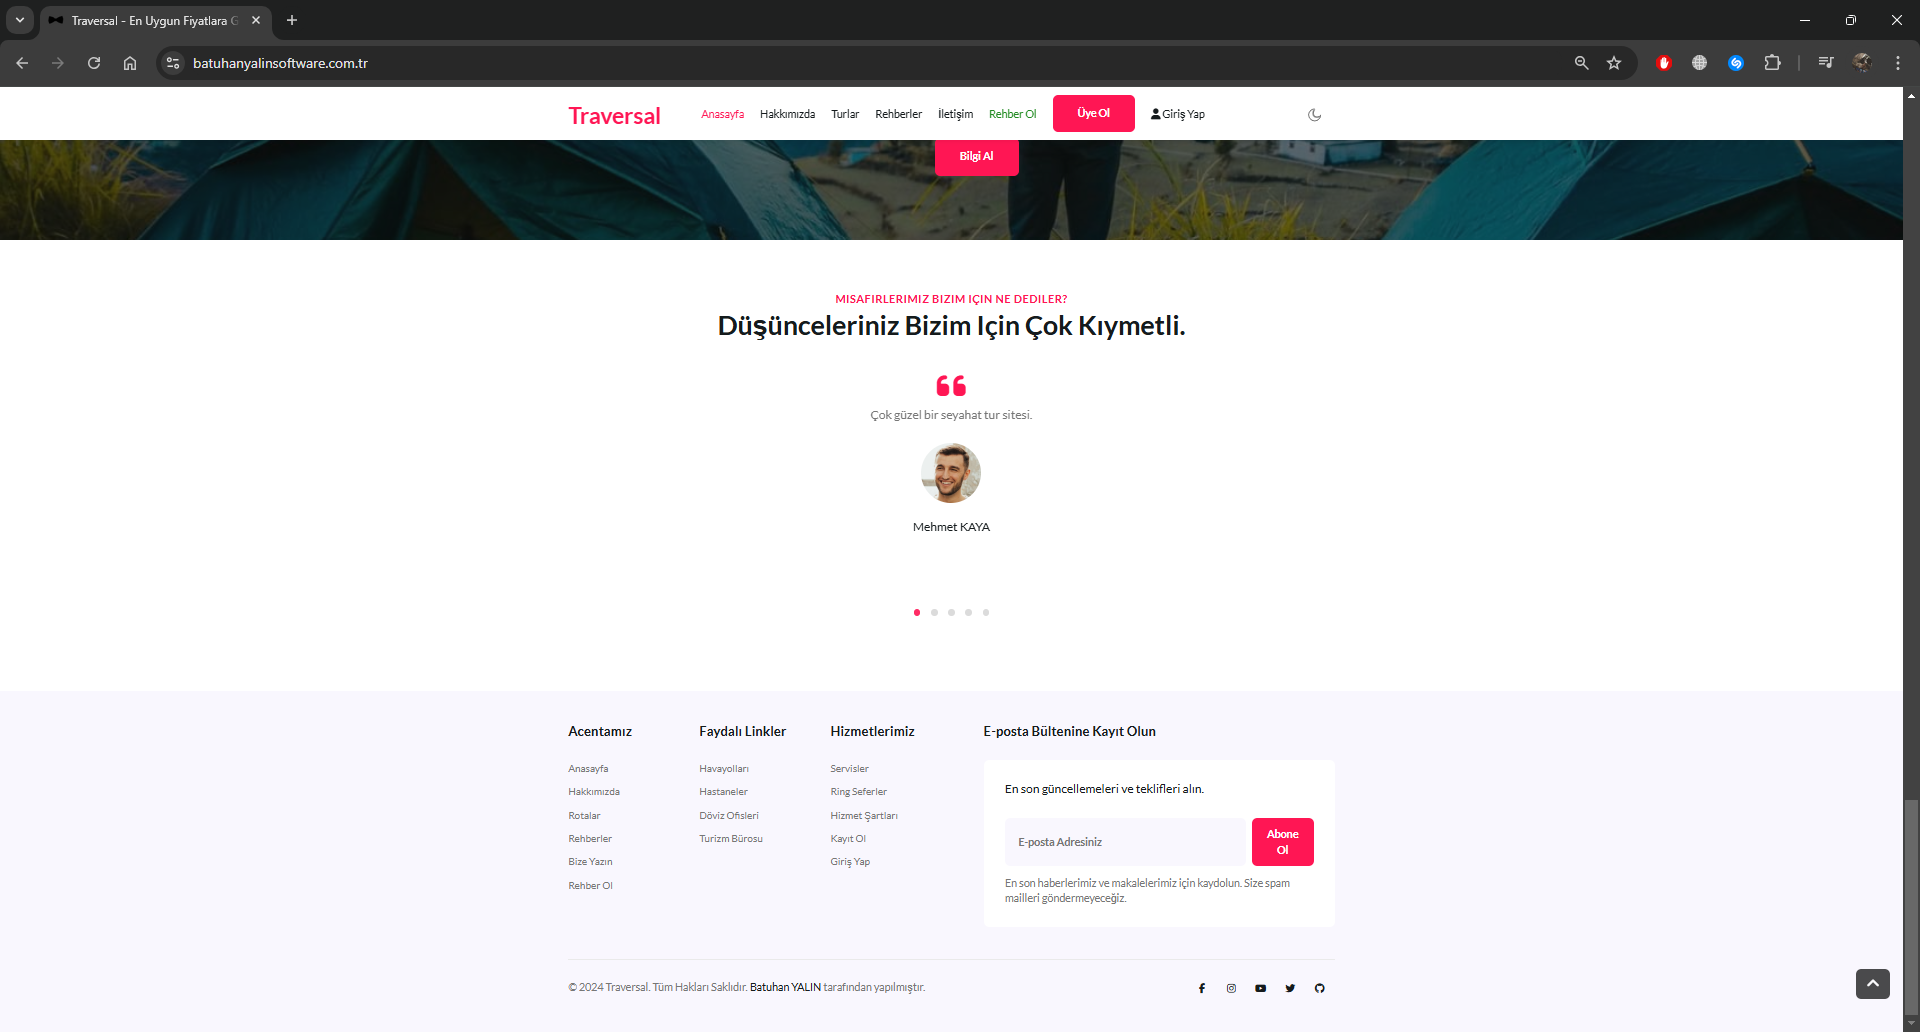 Traversal - En Uygun Fiyatlara G
batuhanyalinsoftware.com.tr
Traversal Anasayfa Hakkımızda Turlar Rehberler İletişim Rehber Ol Üye Ol Giriş Yap
Bilgi Al
MISAFIRLERIMIZ BIZIM IÇIN NE DEDILER?
Düşünceleriniz Bizim Için Çok Kıymetli.
Çok güzel bir seyahat tur sitesi.
Mehmet KAYA
Acentamız
Anasayfa
Hakkımızda
Rotalar
Rehberler
Bize Yazın
Rehber Ol
Faydalı Linkler
Havayolları
Hastaneler
Döviz Ofisleri
Turizm Bürosu
Hizmetlerimiz
Servisler
Ring Seferler
Hizmet Şartları
Kayıt Ol
Giriş Yap
E-posta Bültenine Kayıt Olun
En son güncellemeleri ve teklifleri alın.
E-posta Adresiniz
Abone
Ol
En son haberlerimiz ve makalelerimiz için kaydolun. Size spam
mailleri göndermeyeceğiz.
© 2024 Traversal. Tüm Hakları Saklıdır. Batuhan YALIN tarafından yapılmıştır.